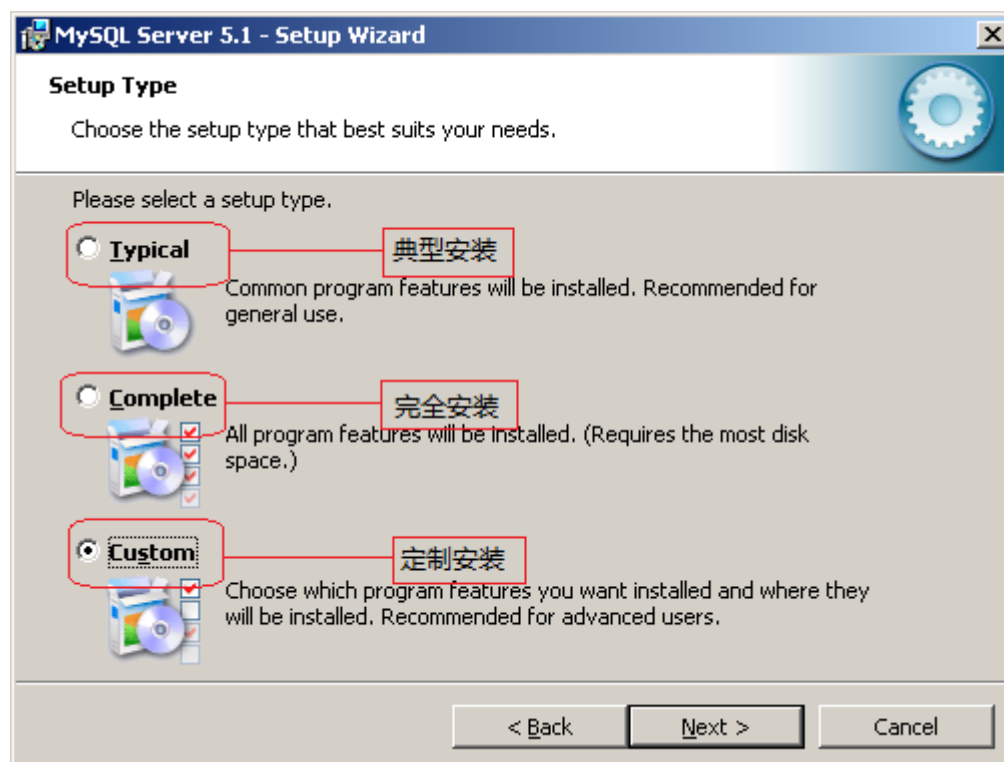 MySQL Server 5.1 - Setup Wizard
Setup Type
Choose the setup type that best suits your needs.
Please select a setup type.
Typical
典型安装
Common program features will be installed. Recommended for
general use.
Complete
完全安装
All program features will be installed. (Requires the most disk
space.)
Custom
定制安装
Choose which program features you want installed and where they
will be installed. Recommended for advanced users.
< Back
Next >
Cancel